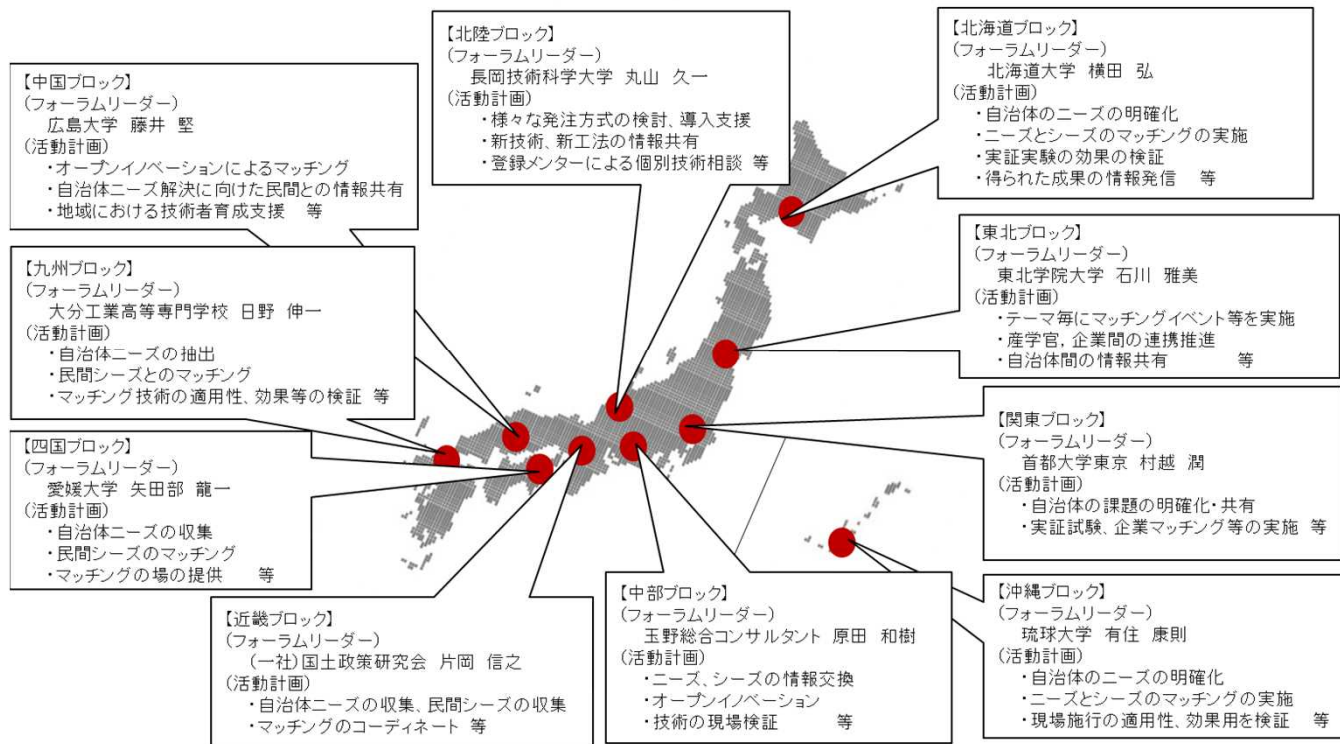 【中国ブロック】
(フォーラムリーダー)
広島大学 藤井 堅
(活動計画)
・オープンイノベーションによるマッチング
・自治体ニーズ解決に向けた民間との情報共有
・地域における技術者育成支援 等
【九州ブロック】
(フォーラムリーダー)
大分工業高等専門学校 日野 伸一
(活動計画)
・自治体ニーズの抽出
・民間シーズとのマッチング
・マッチング技術の適用性、効果等の検証 等
【四国ブロック】
(フォーラムリーダー)
愛媛大学 矢田部 龍一
(活動計画)
・自治体ニーズの収集
・民間シーズのマッチング
・マッチングの場の提供 等
【近畿ブロック】
(フォーラムリーダー)
(一社)国土政策研究会 片岡 信之
(活動計画)
・自治体ニーズの収集、民間シーズの収集
・マッチングのコーディネート 等
【北陸ブロック】
(フォーラムリーダー)
長岡技術科学大学 丸山 久一
(活動計画)
・様々な発注方式の検討、導入支援
・新技術、新工法の情報共有
・登録メンターによる個別技術相談 等
【北海道ブロック】
(フォーラムリーダー)
北海道大学 横田 弘
(活動計画)
・自治体のニーズの明確化
・ニーズとシーズのマッチングの実施
・実証実験の効果の検証
・得られた成果の情報発信 等
【東北ブロック】
(フォーラムリーダー)
東北学院大学 石川 雅美
(活動計画)
・テーマ毎にマッチングイベント等を実施
・産学官，企業間の連携推進
・自治体間の情報共有 等
【関東ブロック】
(フォーラムリーダー)
首都大学東京 村越 潤
(活動計画)
・自治体の課題の明確化・共有
・実証試験、企業マッチング等の実施 等
【中部ブロック】
(フォーラムリーダー)
玉野総合コンサルタント 原田 和樹
(活動計画)
・ニーズ、シーズの情報交換
・オープンイノベーション
・技術の現場検証 等
【沖縄ブロック】
(フォーラムリーダー)
琉球大学 有住 康則
(活動計画)
・自治体のニーズの明確化
・ニーズとシーズのマッチングの実施
・現場施行の適用性、効果用を検証 等